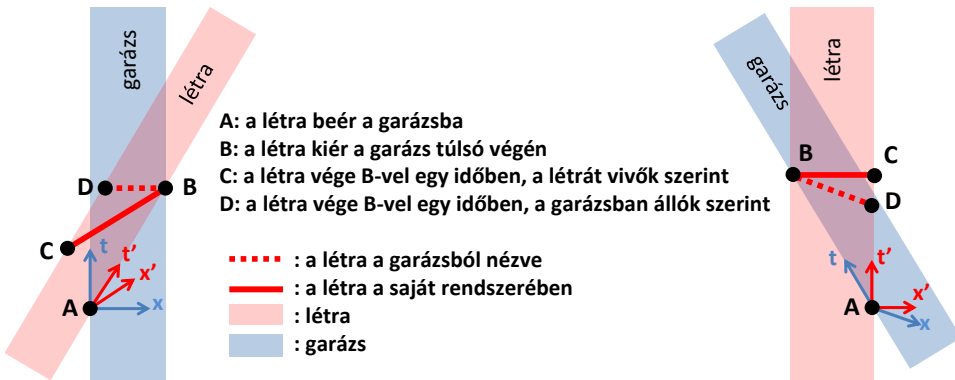 garázs
létra
D
B
C
t
t'
x'
A
x
A: a létra beér a garázsba
B: a létra kiér a garázs túlsó végén
C: a létra vége B-vel egy időben, a létrát vivők szerint
D: a létra vége B-vel egy időben, a garázsban állók szerint
: a létra a garázsból nézve
: a létra a saját rendszerében
: létra
: garázs
garázs
létra
B
C
D
t
t'
x'
A
x